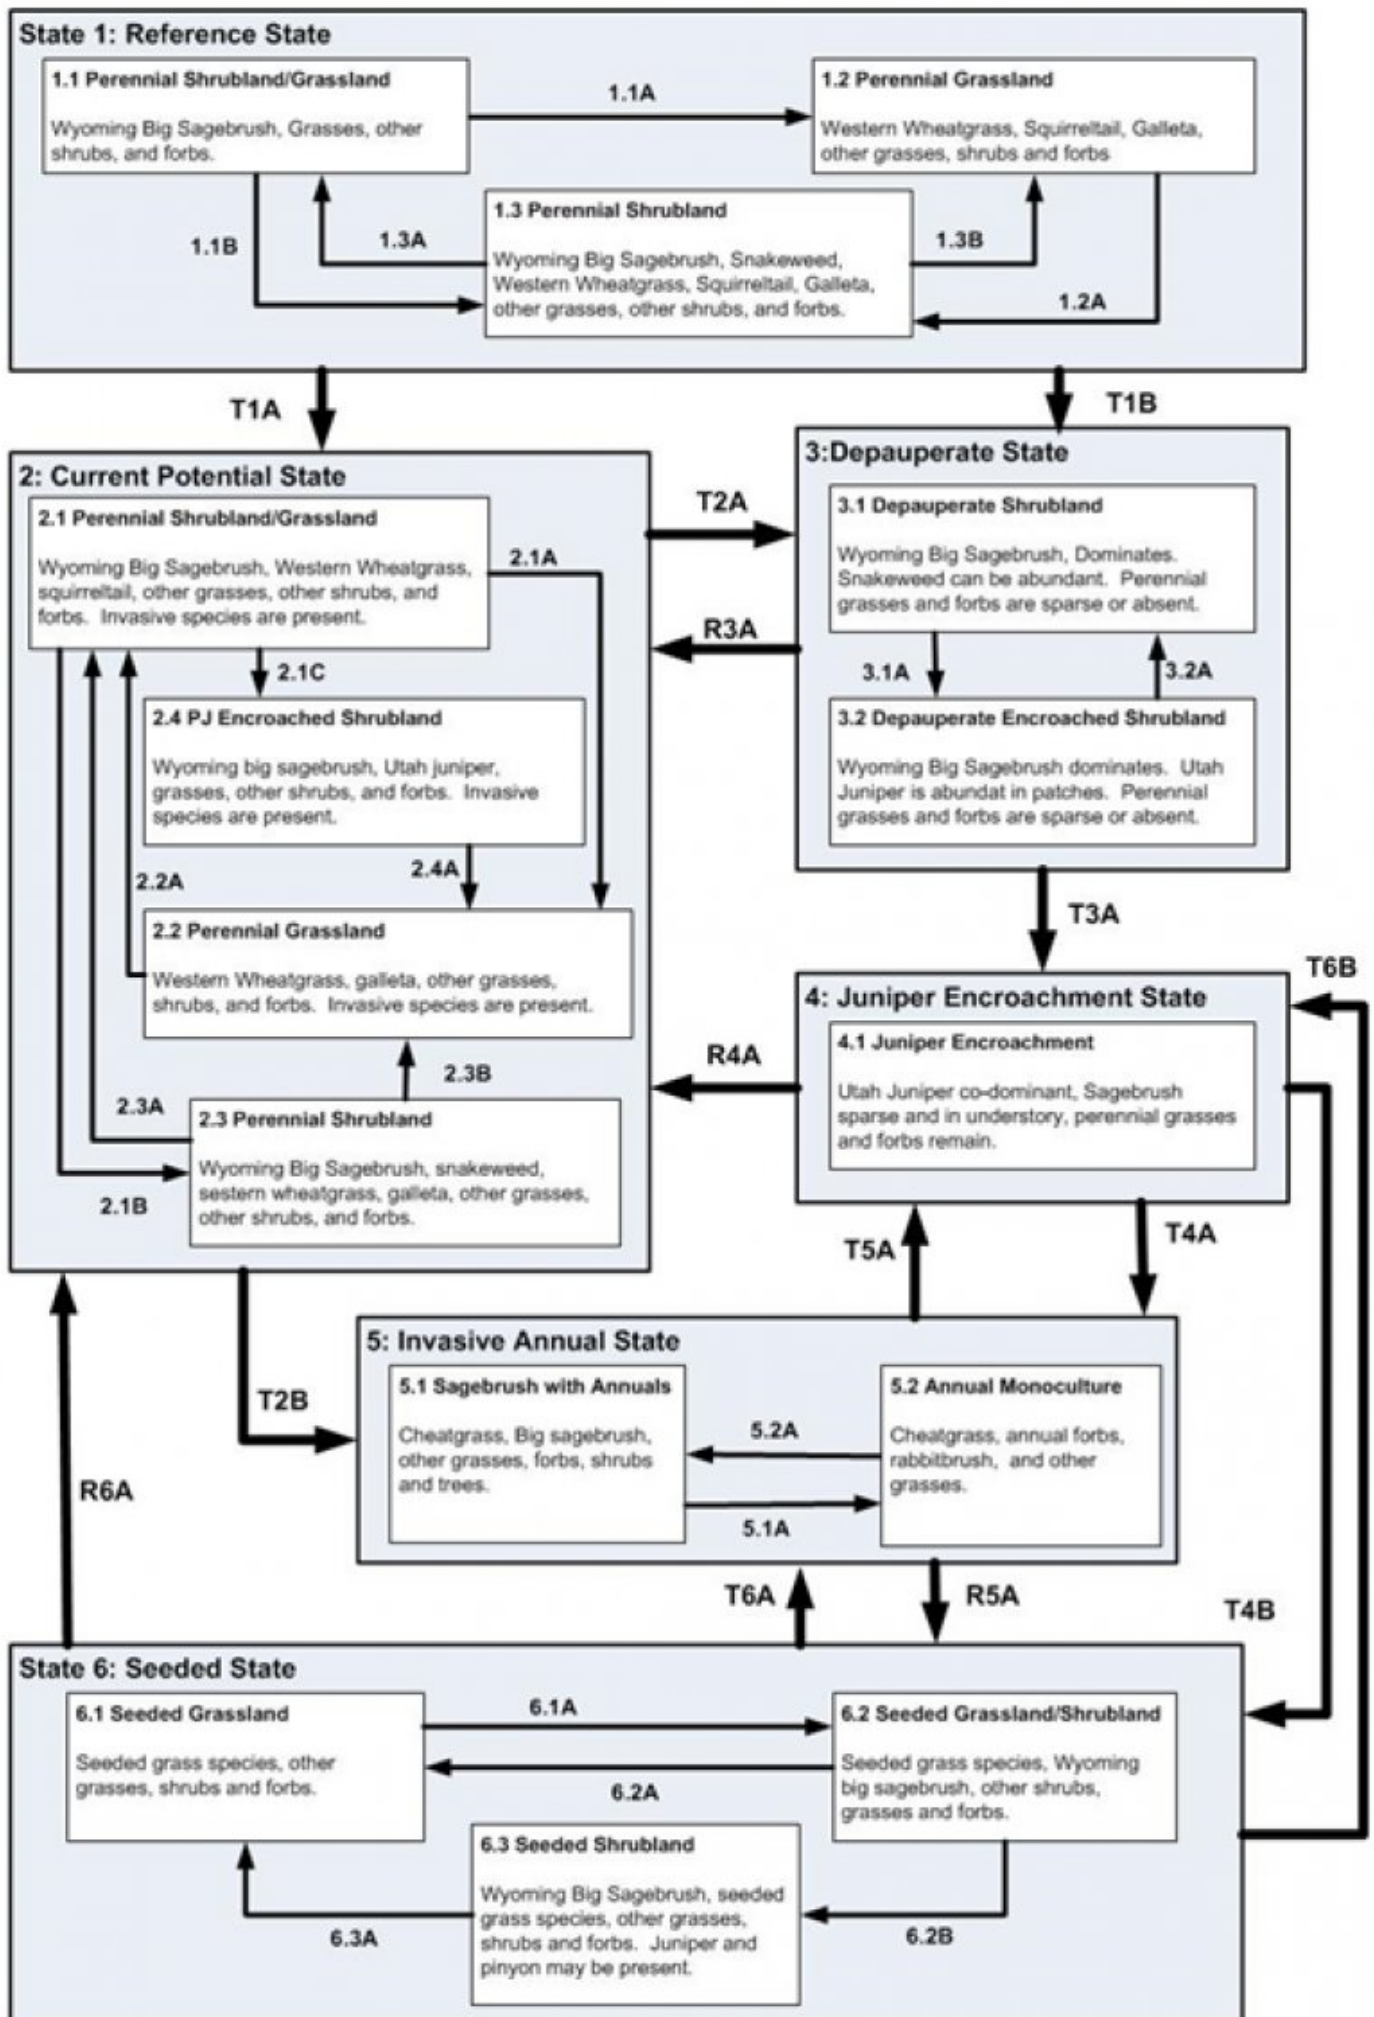 State 1: Reference State
1.1 Perennial Shrubland/Grassland
Wyoming Big Sagebrush, Grasses, other
shrubs, and forbs.
1.1A
1.2 Perennial Grassland
Western Wheatgrass, Squirreltail, Galleta,
other grasses, shrubs and forbs
1.1B
1.3A
1.3 Perennial Shrubland
Wyoming Big Sagebrush, Snakeweed,
Western Wheatgrass, Squirreltail, Galleta,
other grasses, other shrubs, and forbs.
1.3B
1.2A
T1A
T1B
2: Current Potential State
2.1 Perennial Shrubland/Grassland
Wyoming Big Sagebrush, Western Wheatgrass,
squirreltail, other grasses, other shrubs, and
forbs. Invasive species are present.
2.1A
2.1C
2.4 PJ Encroached Shrubland
Wyoming big sagebrush, Utah juniper,
grasses, other shrubs, and forbs. Invasive
species are present.
2.2A
2.4A
2.2 Perennial Grassland
Western Wheatgrass, galleta, other grasses,
shrubs, and forbs. Invasive species are present.
2.3B
2.3A
2.3 Perennial Shrubland
Wyoming Big Sagebrush, snakeweed,
sestern wheatgrass, galleta, other grasses,
other shrubs, and forbs.
2.1B
T2A
R3A
3:Depauperate State
3.1 Depauperate Shrubland
Wyoming Big Sagebrush, Dominates.
Snakeweed can be abundant. Perennial
grasses and forbs are sparse or absent.
3.1A
3.2A
3.2 Depauperate Encroached Shrubland
Wyoming Big Sagebrush dominates. Utah
Juniper is abundat in patches. Perennial
grasses and forbs are sparse or absent.
T3A
T6B
R4A
4: Juniper Encroachment State
4.1 Juniper Encroachment
Utah Juniper co-dominant, Sagebrush
sparse and in understory, perennial grasses
and forbs remain.
T5A
T4A
T2B
5: Invasive Annual State
5.1 Sagebrush with Annuals
Cheatgrass, Big sagebrush,
other grasses, forbs, shrubs
and trees.
5.2A
5.1A
5.2 Annual Monoculture
Cheatgrass, annual forbs,
rabbitbrush, and other
grasses.
R6A
T6A
R5A
T4B
State 6: Seeded State
6.1 Seeded Grassland
Seeded grass species, other
grasses, shrubs and forbs.
6.1A
6.2A
6.2 Seeded Grassland/Shrubland
Seeded grass species, Wyoming
big sagebrush, other shrubs,
grasses and forbs.
6.3A
6.3 Seeded Shrubland
Wyoming Big Sagebrush, seeded
grass species, other grasses,
shrubs and forbs. Juniper and
pinyon may be present.
6.2B